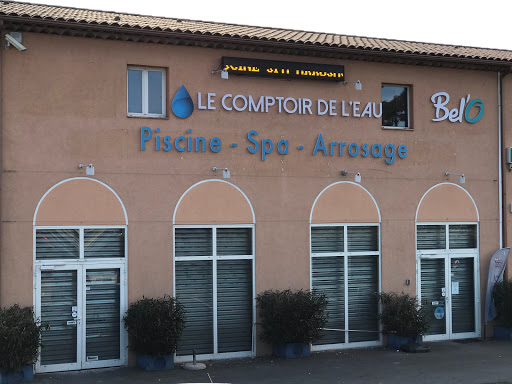 LE COMPTOIR DE L'EAU
Bel'O
Piscine - Spa - Arrosage